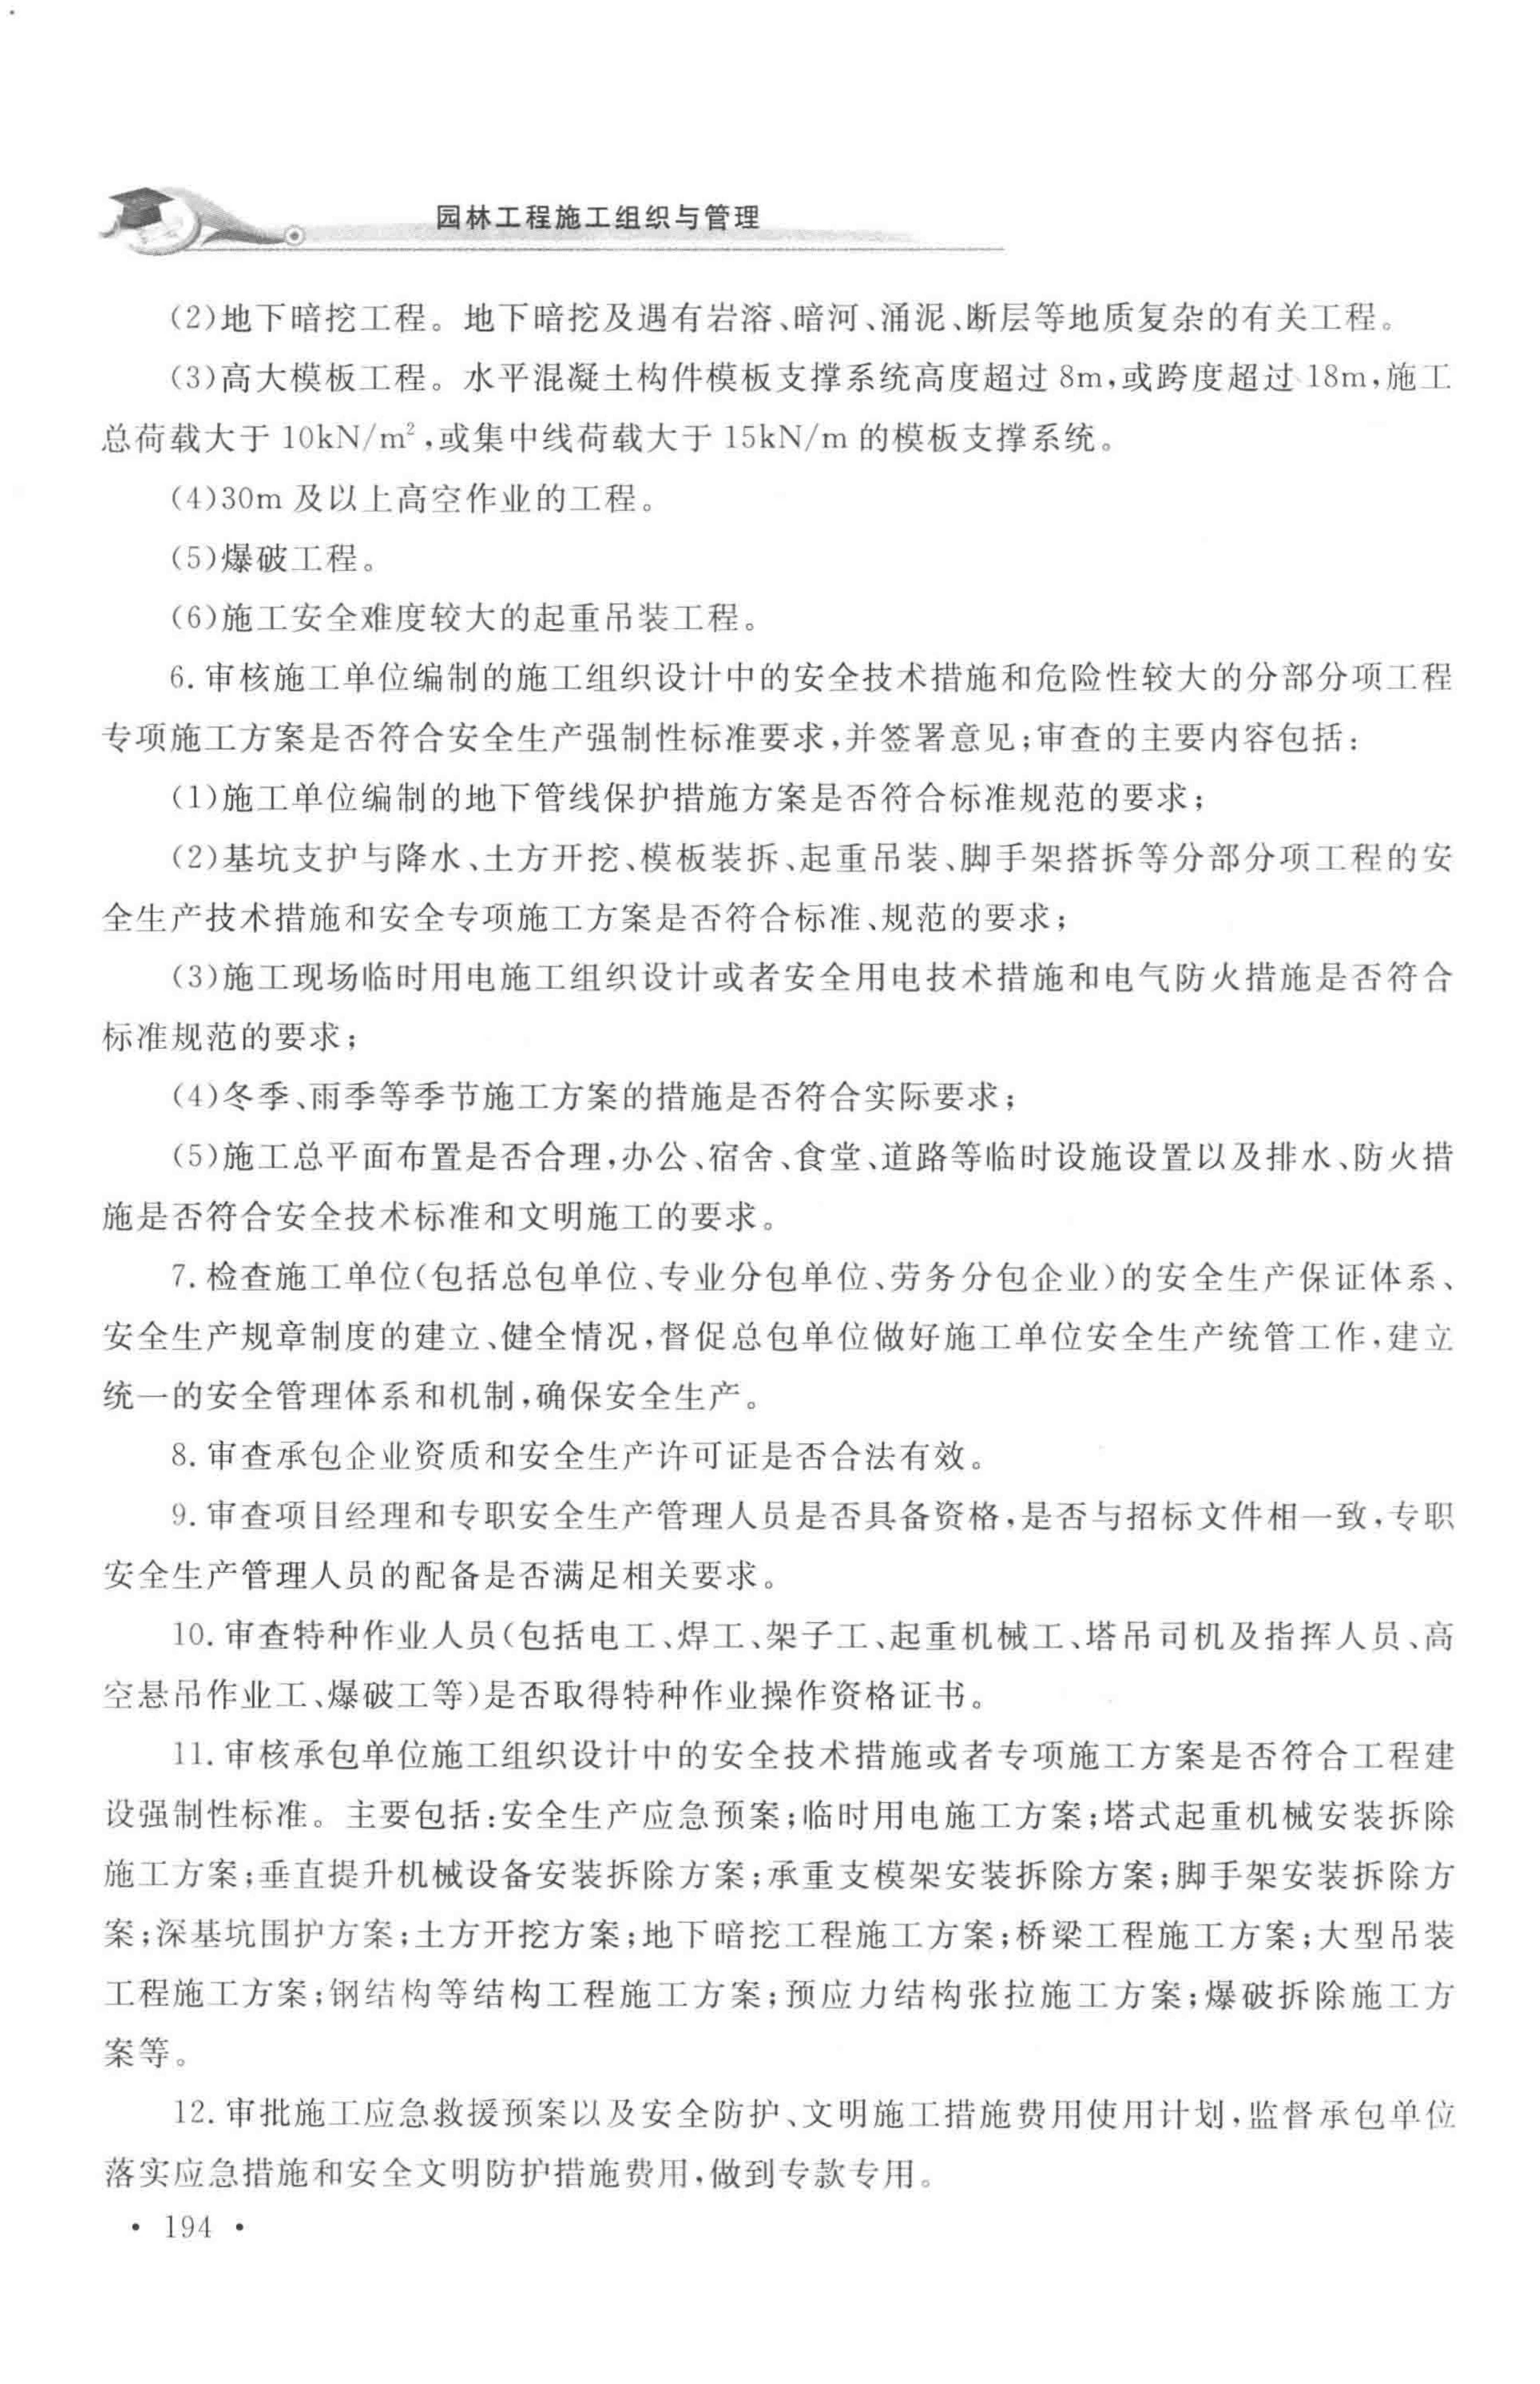 园林工程施工组织与管理
(2)地下暗挖工程。地下暗挖及遇有岩溶、暗河、涌泥、断层等地质复杂的有关工程。
(3)高大模板工程。水平混凝土构件模板支撑系统高度超过 8m,或跨度超过 18m,施工
总荷载大于 10kN/m²,或集中线荷载大于 15kN/m 的模板支撑系统。
(4)30m 及以上高空作业的工程。
(5)爆破工程。
(6)施工安全难度较大的起重吊装工程。
6. 审核施工单位编制的施工组织设计中的安全技术措施和危险性较大的分部分项工程
专项施工方案是否符合安全生产强制性标准要求,并签署意见;审查的主要内容包括:
(1)施工单位编制的地下管线保护措施方案是否符合标准规范的要求;
(2)基坑支护与降水、土方开挖、模板装拆、起重吊装、脚手架搭拆等分部分项工程的安
全生产技术措施和安全专项施工方案是否符合标准、规范的要求;
(3)施工现场临时用电施工组织设计或者安全用电技术措施和电气防火措施是否符合
标准规范的要求;
(4)冬季、雨季等季节施工方案的措施是否符合实际要求;
(5)施工总平面布置是否合理,办公、宿舍、食堂、道路等临时设施设置以及排水、防火措
施是否符合安全技术标准和文明施工的要求。
7. 检查施工单位(包括总包单位、专业分包单位、劳务分包企业)的安全生产保证体系、
安全生产规章制度的建立、健全情况,督促总包单位做好施工单位安全生产统管工作,建立
统一的安全管理体系和机制,确保安全生产。
8. 审查承包企业资质和安全生产许可证是否合法有效。
9. 审查项目经理和专职安全生产管理人员是否具备资格,是否与招标文件相一致,专职
安全生产管理人员的配备是否满足相关要求。
10. 审查特种作业人员(包括电工、焊工、架子工、起重机械工、塔吊司机及指挥人员、高
空悬吊作业工、爆破工等)是否取得特种作业操作资格证书。
11. 审核承包单位施工组织设计中的安全技术措施或者专项施工方案是否符合工程建
设强制性标准。主要包括:安全生产应急预案;临时用电施工方案;塔式起重机械安装拆除
施工方案;垂直提升机械设备安装拆除方案;承重支模架安装拆除方案;脚手架安装拆除方
案;深基坑围护方案;土方开挖方案;地下暗挖工程施工方案;桥梁工程施工方案;大型吊装
工程施工方案;钢结构等结构工程施工方案;预应力结构张拉施工方案;爆破拆除施工方
案等。
12. 审批施工应急救援预案以及安全防护、文明施工措施费用使用计划,监督承包单位
落实应急措施和安全文明防护措施费用,做到专款专用。
• 194 •